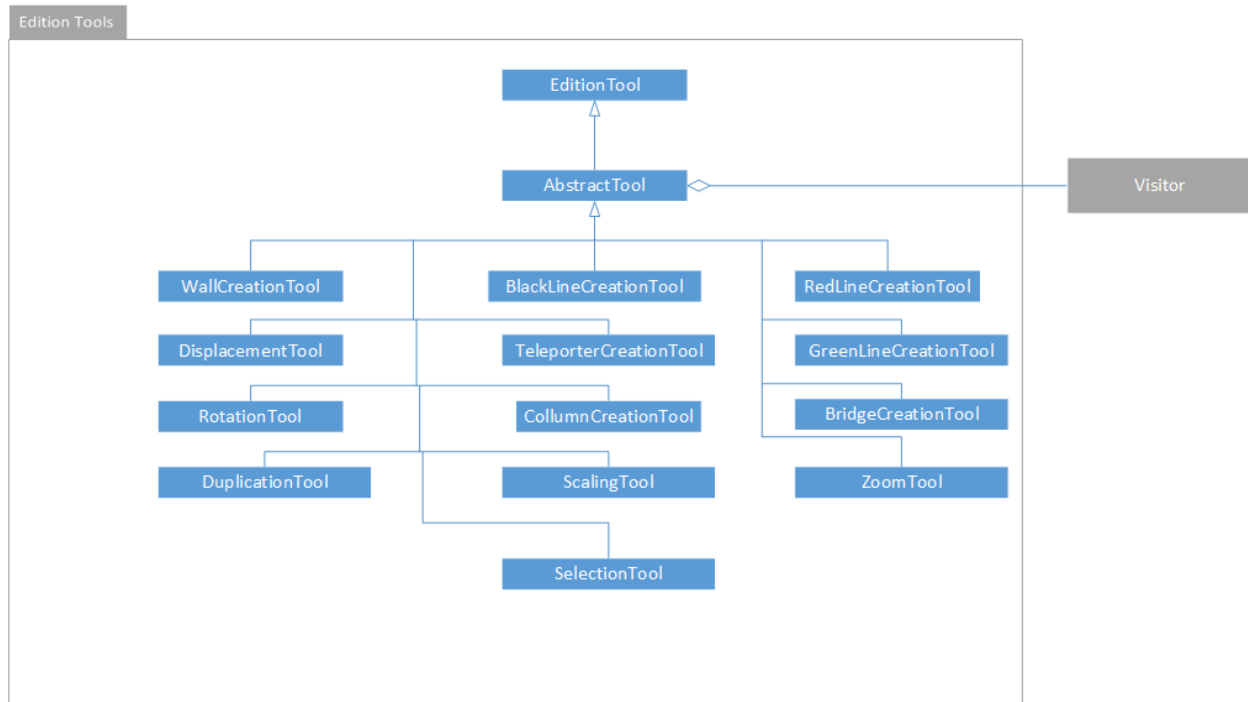 Edition Tools
EditionTool
AbstractTool
Visitor
WallCreationTool
BlackLineCreationTool
RedLineCreationTool
DisplacementTool
TeleporterCreationTool
GreenLineCreationTool
RotationTool
CollumnCreationTool
BridgeCreationTool
DuplicationTool
ScalingTool
ZoomTool
SelectionTool